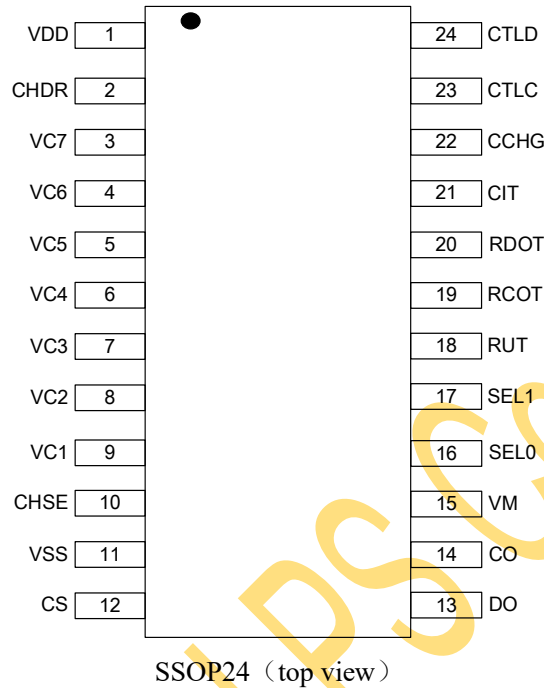 VDD 1 24 CTLD
CHDR 2 23 CTLC
VC7 3 22 CCHG
VC6 4 21 CIT
VC5 5 20 RDOT
VC4 6 19 RCOT
VC3 7 18 RUT
VC2 8 17 SEL1
VC1 9 16 SEL0
CHSE 10 15 VM
VSS 11 14 CO
CS 12 13 DO
SSOP24（top view）